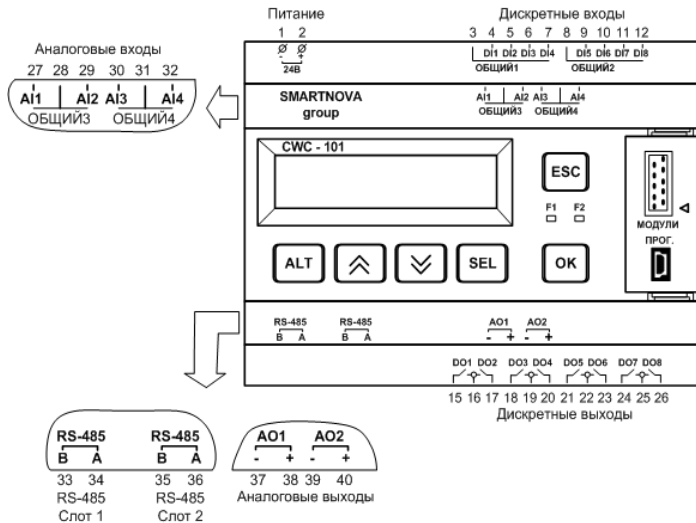 Питание
Дискретные входы
1 2
3 4 5 6 7 8 9 10 11 12
- +
24В
DI1 DI2 DI3 DI4 DI5 DI6 DI7 DI8
ОБЩИЙ1 ОБЩИЙ2
Аналоговые входы
27 28 29 30 31 32
AI1 AI2 AI3 AI4
ОБЩИЙ3 ОБЩИЙ4
SMARTNOVA
group
AI1 AI2 AI3 AI4
ОБЩИЙ3 ОБЩИЙ4
CWC - 101
ESC
F1 F2
МОДУЛИ
ПРОГ.
ALT SEL OK
RS-485 RS-485
B A B A
AO1 AO2
- + - +
DO1 DO2 DO3 DO4 DO5 DO6 DO7 DO8
15 16 17 18 19 20 21 22 23 24 25 26
Дискретные выходы
RS-485 RS-485
B A B A
33 34 35 36
RS-485 RS-485
Слот 1 Слот 2
AO1 AO2
- + - +
37 38 39 40
Аналоговые выходы